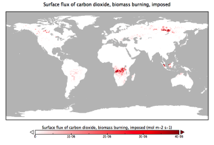 Surface flux of carbon dioxide, biomass burning, imposed
Surface flux of carbon dioxide, biomass burning, imposed (mol m-2 s-1)
0